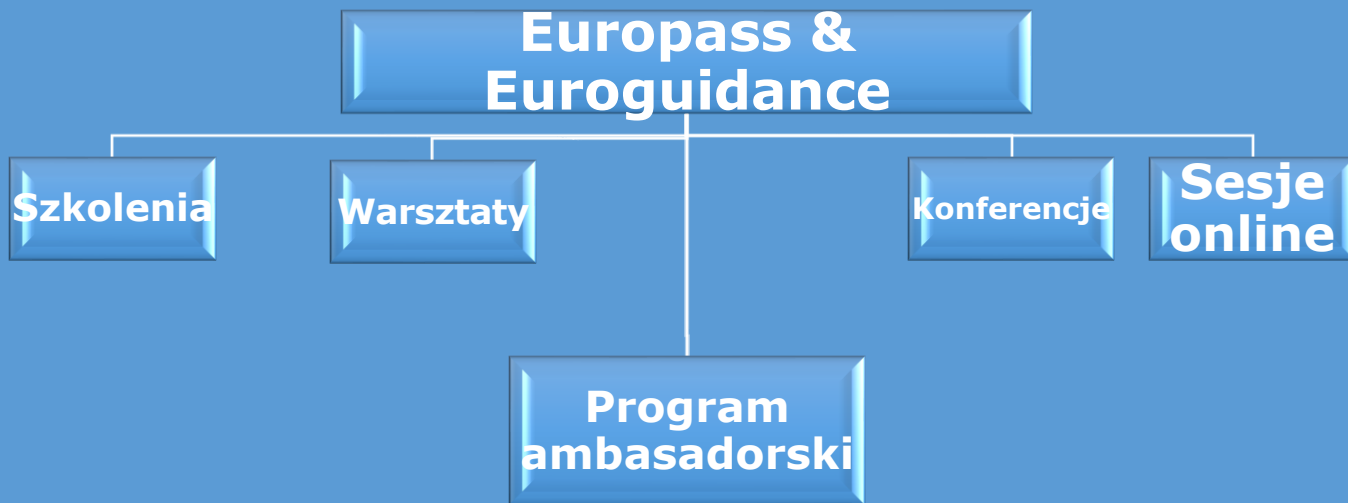 Europass &
Euroguidance
Szkolenia
Warsztaty
Konferencje
Sesje
online
Program
ambasadorski